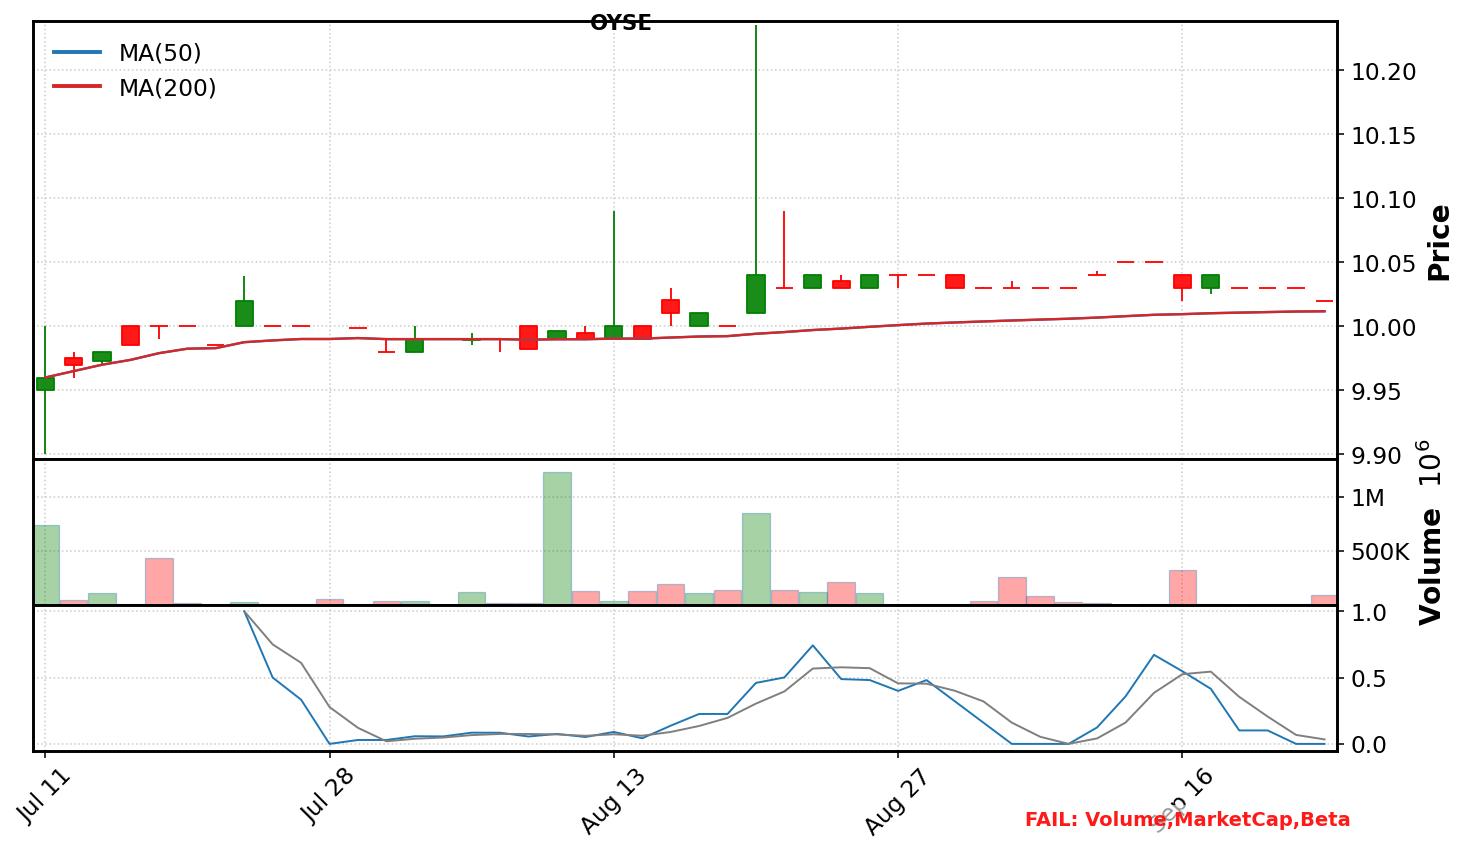 OYSE
MA(50)
MA(200)
10.20
10.15
10.10
10.05
10.00
9.95
9.90
Price
1M
500K
Volume 10^6
1.0
0.5
0.0
Jul 11
Jul 28
Aug 13
Aug 27
Sep 16
FAIL: Volume,MarketCap,Beta